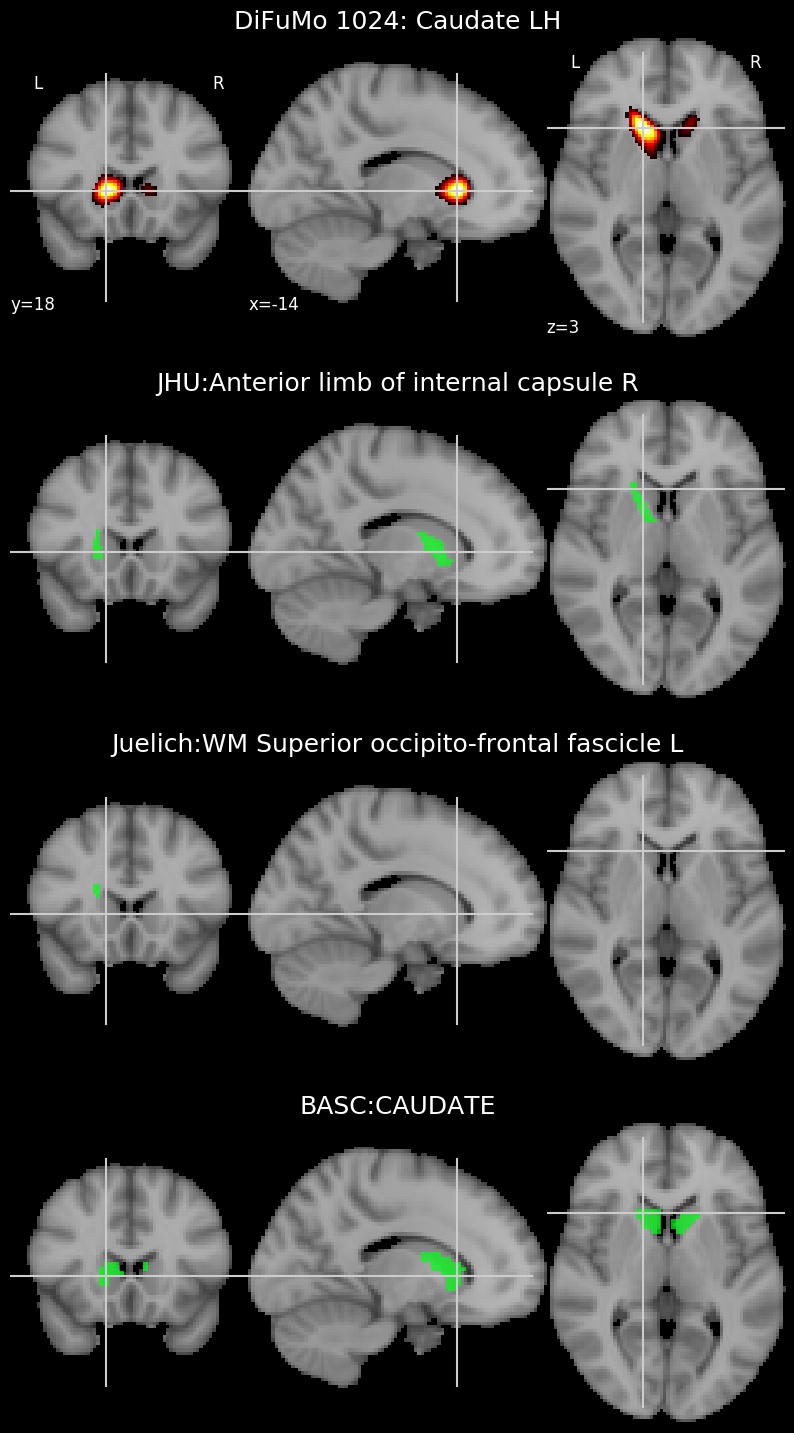 DiFuMo 1024: Caudate LH
L R L R
y=18 x=-14 z=3
JHU:Anterior limb of internal capsule R
Juelich:WM Superior occipito-frontal fascicle L
BASC:CAUDATE